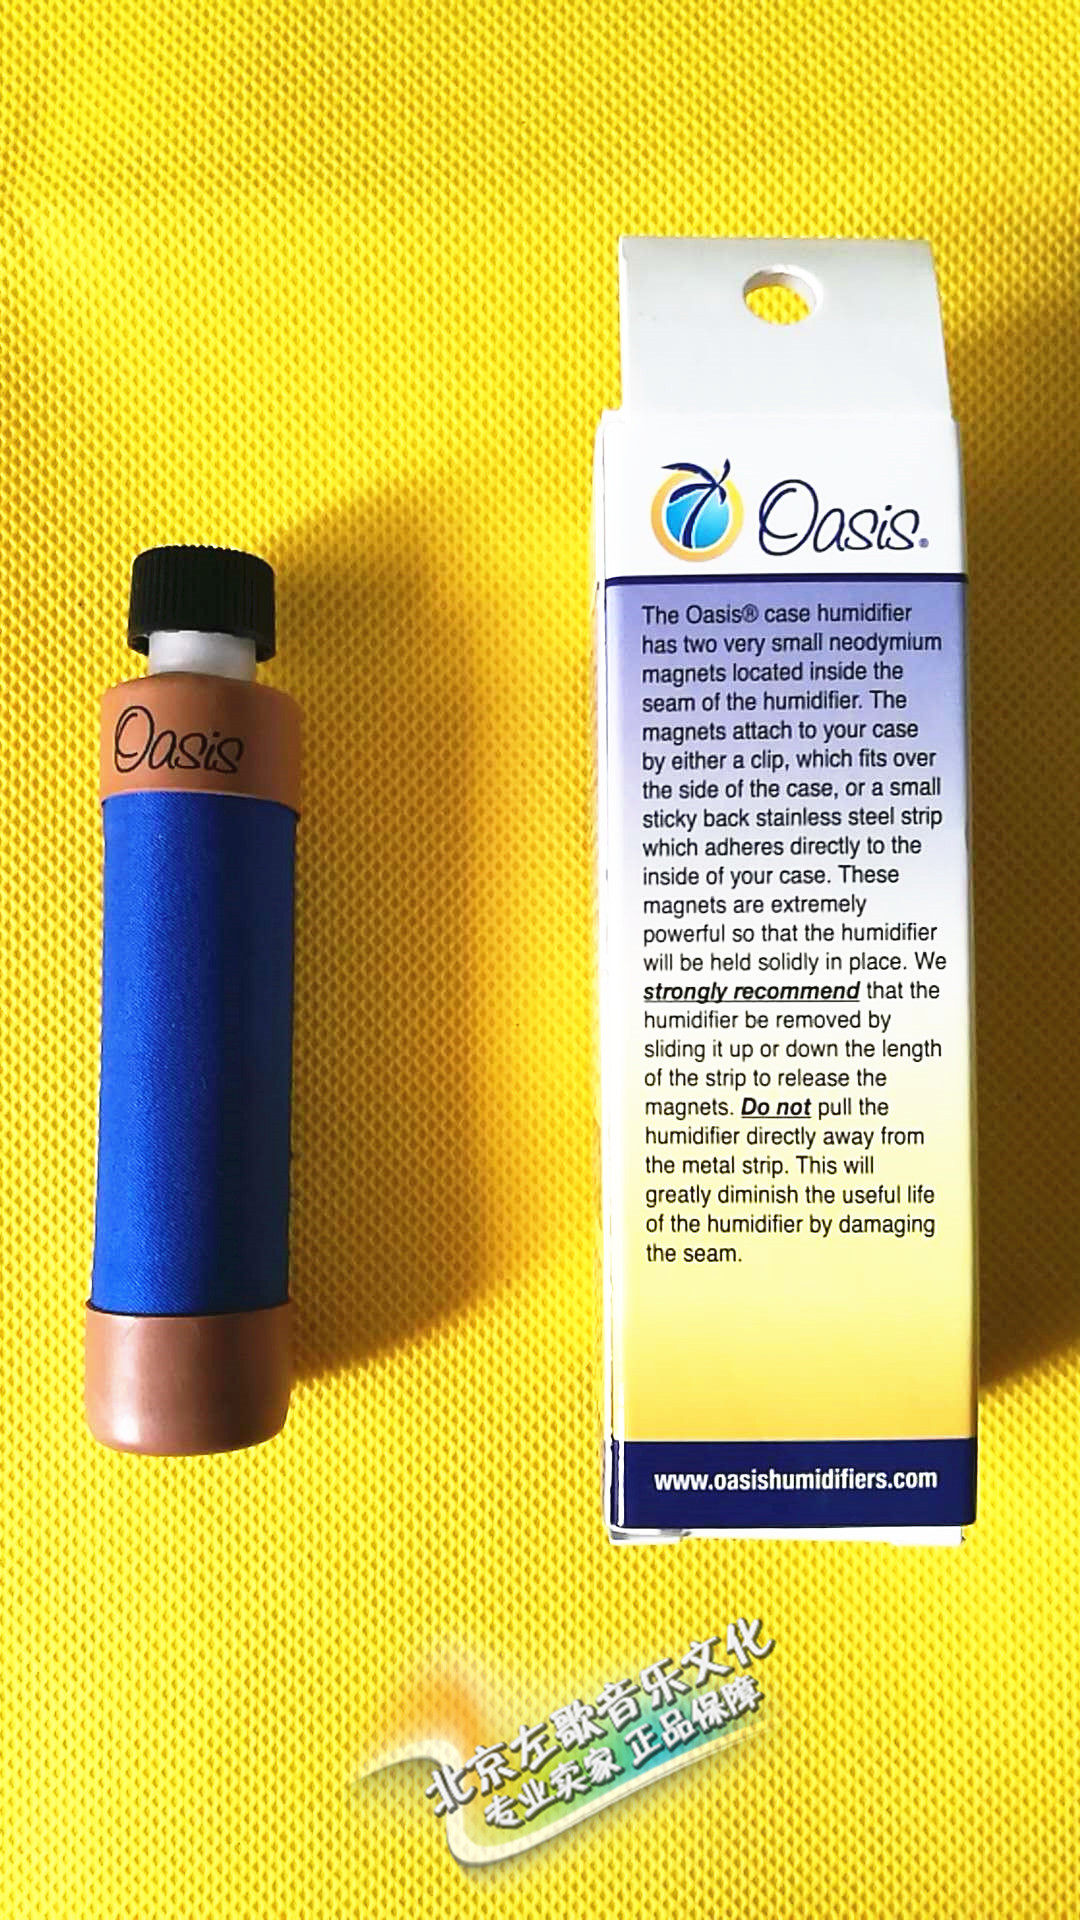 Oasis
Oasis®
The Oasis® case humidifier
has two very small neodymium
magnets located inside the
seam of the humidifier. The
magnets attach to your case
by either a clip, which fits over
the side of the case, or a small
sticky back stainless steel strip
which adheres directly to the
inside of your case. These
magnets are extremely
powerful so that the humidifier
will be held solidly in place. We
strongly recommend that the
humidifier be removed by
sliding it up or down the length
of the strip to release the
magnets. Do not pull the
humidifier directly away from
the metal strip. This will
greatly diminish the useful life
of the humidifier by damaging
the seam.
www.oasishumidifiers.com
北京左歌音乐文化
专业卖家 正品保障